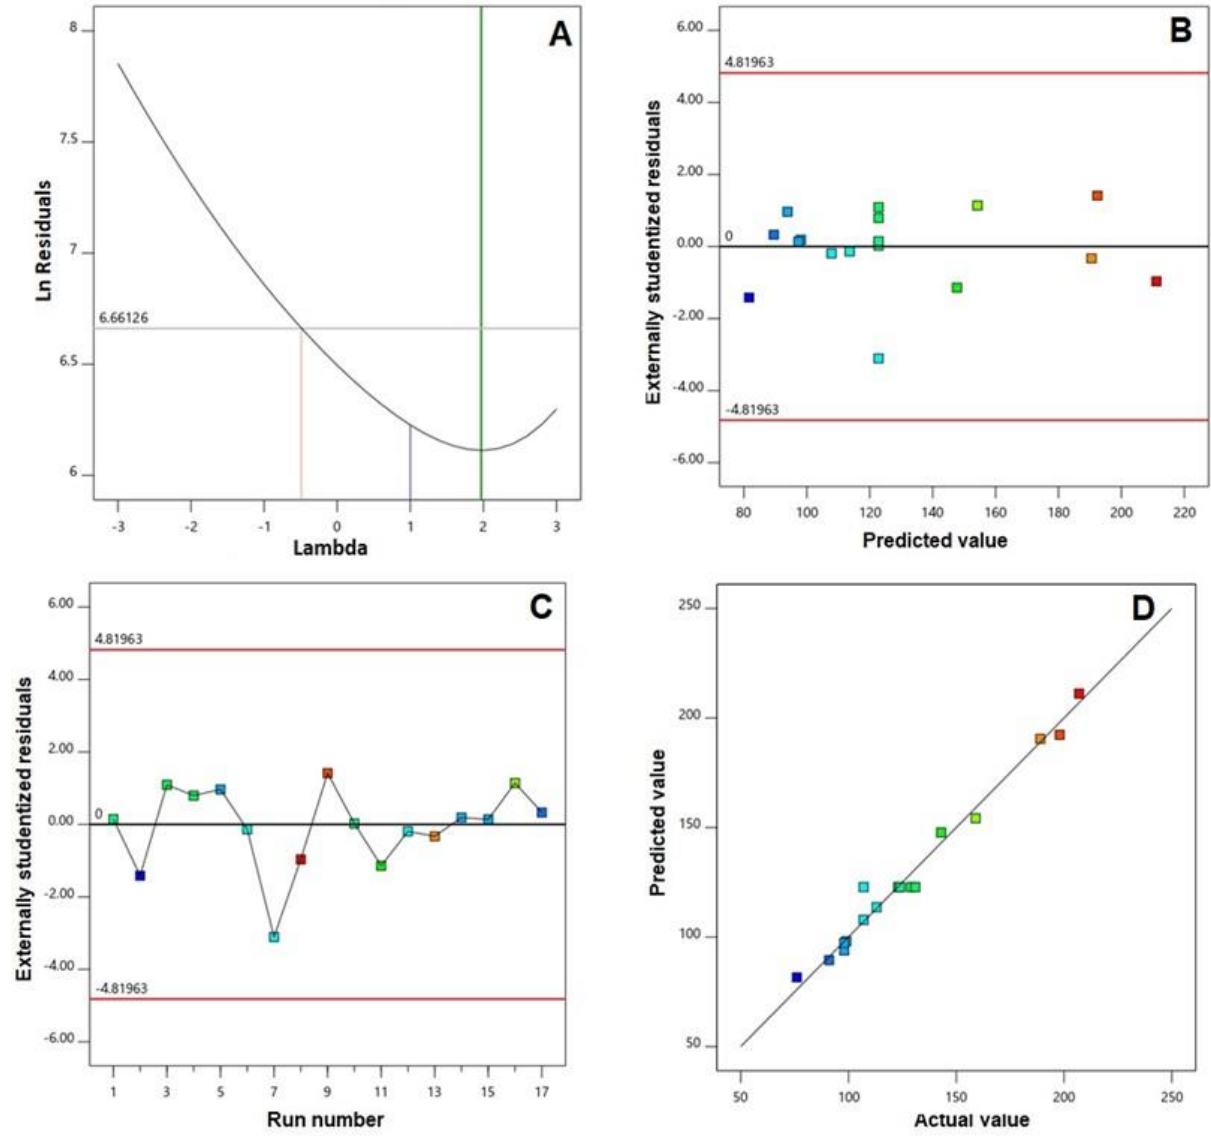 A
8
7.5
7
6.66126
6.5
6
Ln Residuals
-3 -2 -1 0 1 2 3
Lambda
B
6.00
4.81963
4.00
2.00
0
0.00
-2.00
-4.00
-4.81963
-6.00
Externally studentized residuals
80 100 120 140 160 180 200 220
Predicted value
C
6.00
4.81963
4.00
2.00
0
0.00
-2.00
-4.00
-4.81963
-6.00
Externally studentized residuals
1 3 5 7 9 11 13 15 17
Run number
D
250
200
150
100
50
Predicted value
50 100 150 200 250
Actual value